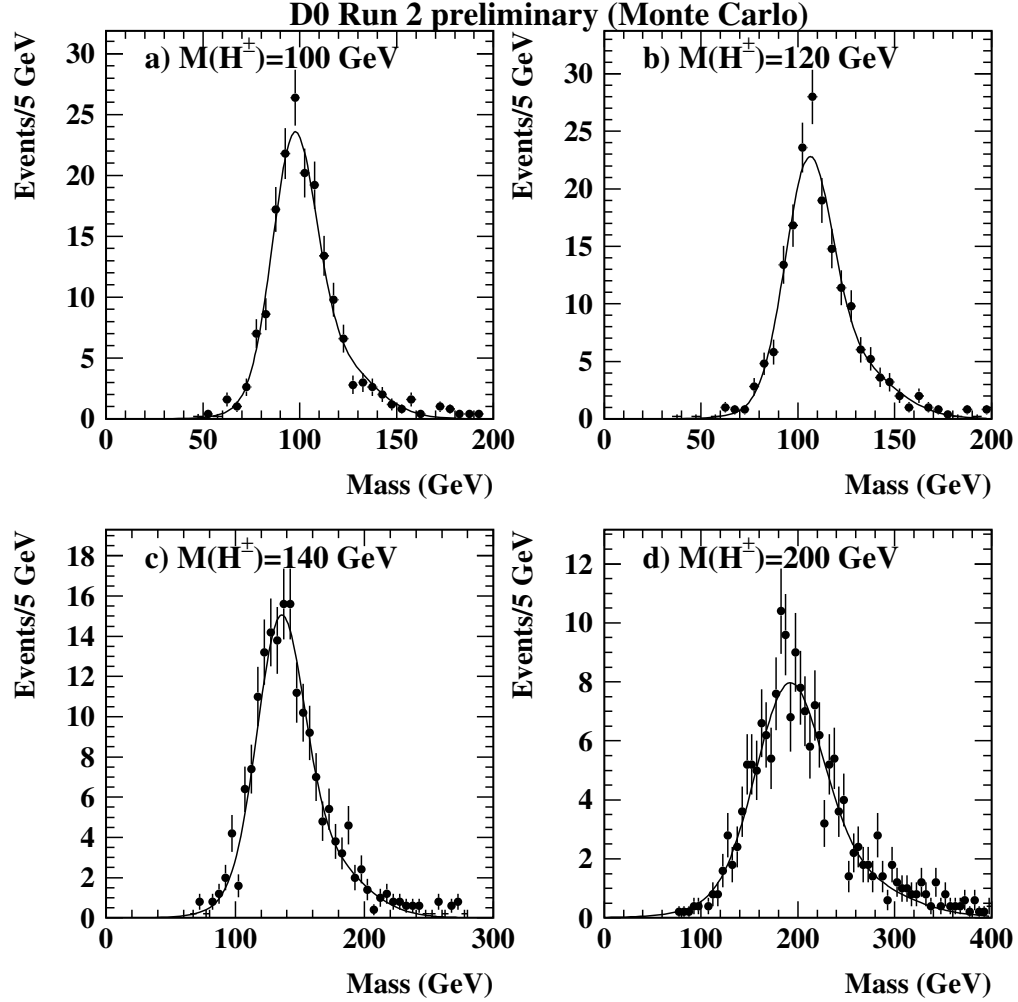 D0 Run 2 preliminary (Monte Carlo)
Events/5 GeV
a) M(H±)=100 GeV
30
25
20
15
10
5
0
0 50 100 150 200
Mass (GeV)
Events/5 GeV
b) M(H±)=120 GeV
30
25
20
15
10
5
0
0 50 100 150 200
Mass (GeV)
Events/5 GeV
c) M(H±)=140 GeV
18
16
14
12
10
8
6
4
2
0
0 100 200 300
Mass (GeV)
Events/5 GeV
d) M(H±)=200 GeV
12
10
8
6
4
2
0
0 100 200 300 400
Mass (GeV)